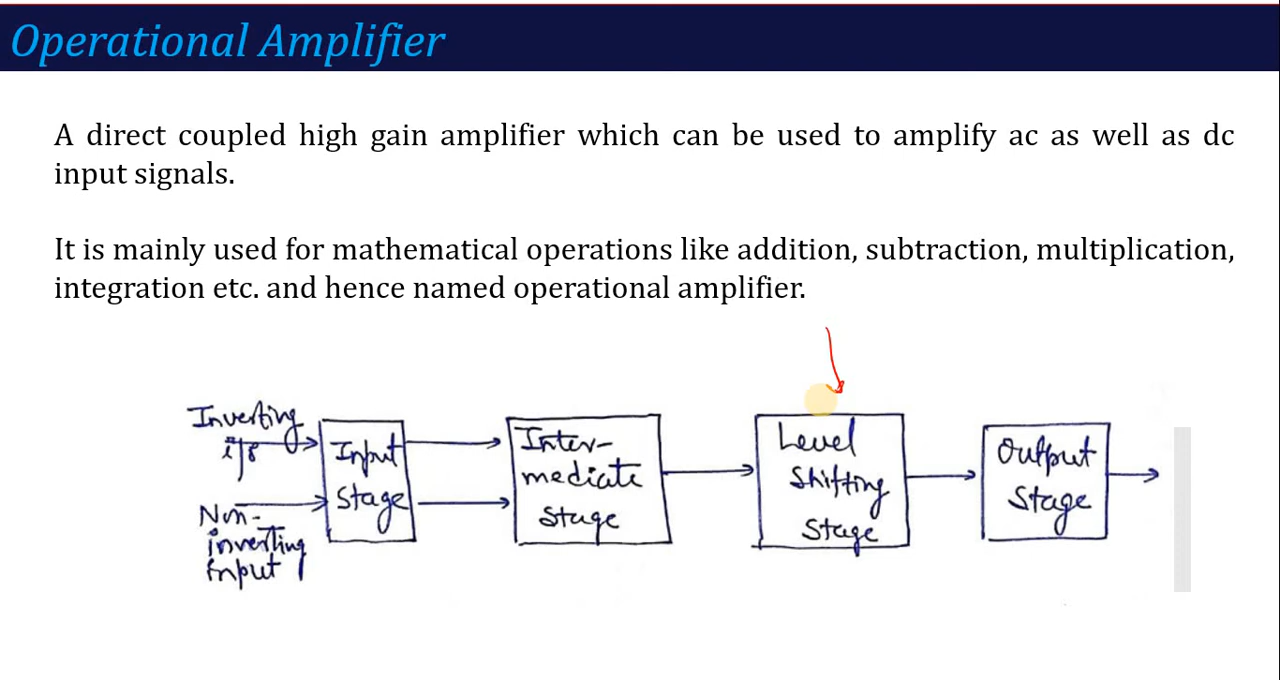 Operational Amplifier
A direct coupled high gain amplifier which can be used to amplify ac as well as dc
input signals.
It is mainly used for mathematical operations like addition, subtraction, multiplication,
integration etc. and hence named operational amplifier.
Inverting
i/p
Non-
inverting
input
Input
Stage
Inter-
mediate
Stage
Level
Shifting
Stage
Output
Stage